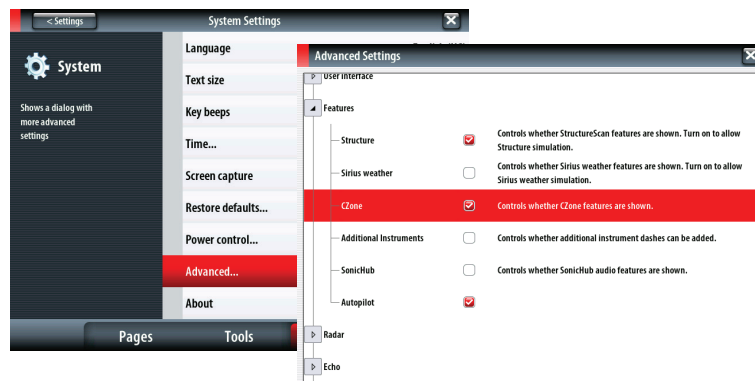 < Settings
System Settings
System
Shows a dialog with
more advanced
settings
Language
Text size
Key beeps
Time...
Screen capture
Restore defaults...
Power control...
Advanced...
About
Pages
Tools
Advanced Settings
User interface
Features
Structure
Controls whether StructureScan features are shown. Turn on to allow
Structure simulation.
Sirius weather
Controls whether Sirius weather features are shown. Turn on to allow
Sirius weather simulation.
CZone
Controls whether CZone features are shown.
Additional Instruments
Controls whether additional instrument dashes can be added.
SonicHub
Controls whether SonicHub audio features are shown.
Autopilot
Radar
Echo